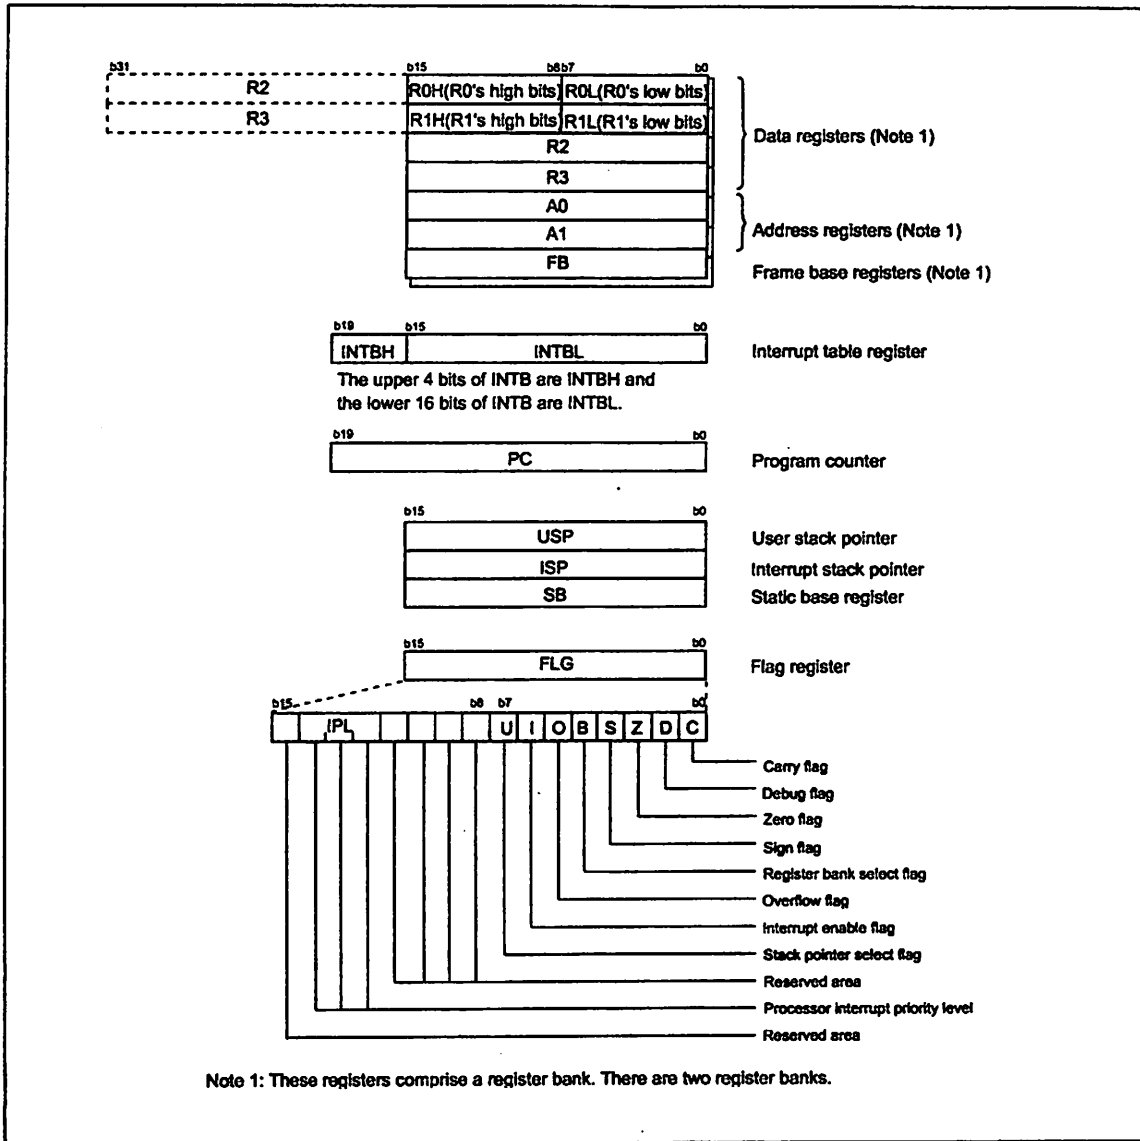 b31 b15 b8b7 b0
R2 R0H(R0's high bits) R0L(R0's low bits)
R3 R1H(R1's high bits) R1L(R1's low bits)
R2
R3
Data registers (Note 1)
A0
A1
Address registers (Note 1)
FB
Frame base registers (Note 1)
b19 b15 b0
INTBH INTBL Interrupt table register
The upper 4 bits of INTB are INTBH and
the lower 16 bits of INTB are INTBL.
b19 b0
PC Program counter
b15 b0
USP User stack pointer
ISP Interrupt stack pointer
SB Static base register
b15 b0
FLG Flag register
b15 b8 b7 b0
IPL U I O B S Z D C
Carry flag
Debug flag
Zero flag
Sign flag
Register bank select flag
Overflow flag
Interrupt enable flag
Stack pointer select flag
Reserved area
Processor interrupt priority level
Reserved area
Note 1: These registers comprise a register bank. There are two register banks.